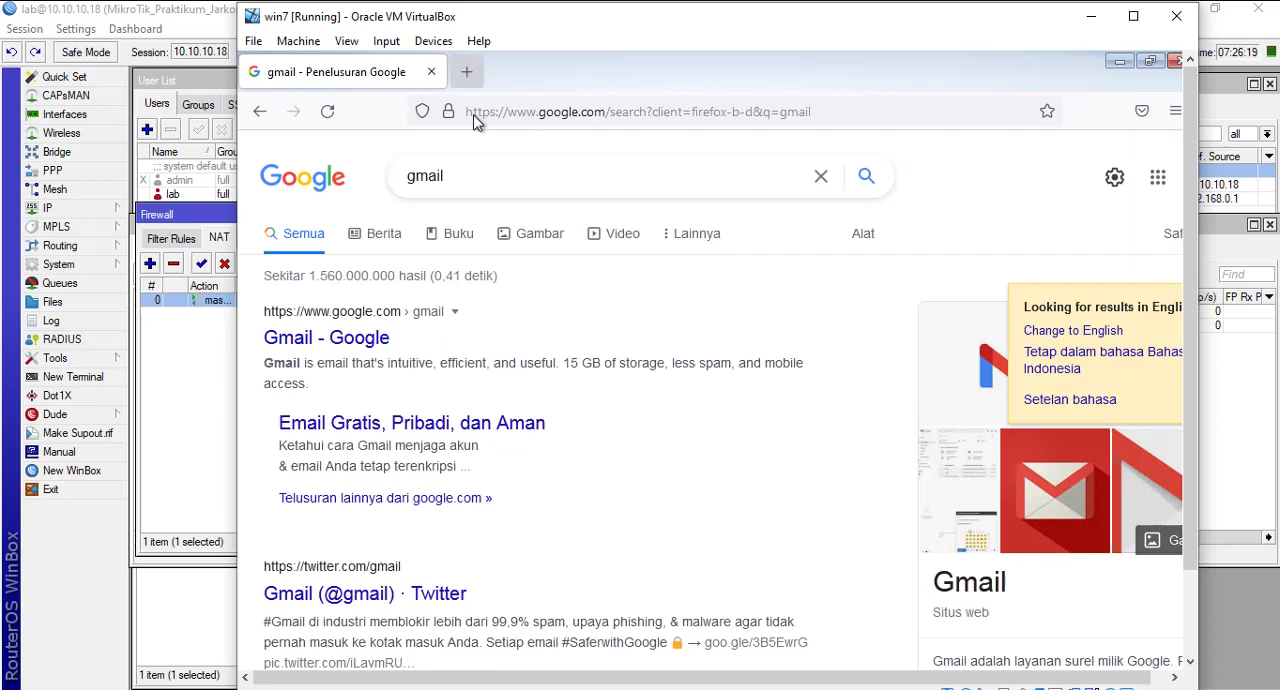 lab@10.10.10.18 (MikroTik_Praktikum_Jarko
Session Settings Dashboard
Safe Mode Session: 10.10.10.18
Quick Set
CAPsMAN
Interfaces
Wireless
Bridge
PPP
Mesh
IP
MPLS
Routing
System
Queues
Files
Log
RADIUS
Tools
New Terminal
Dot1X
Dude
Make Supout.rif
Manual
New WinBox
Exit
RouterOS WinBox
User List
Users Groups SS
Name Grou
;;; system default us
X admin full
lab full
Firewall
Filter Rules NAT
# Action
0 mas...
1 item (1 selected)
1 item (1 selected)
win7 [Running] - Oracle VM VirtualBox
File Machine View Input Devices Help
gmail - Penelusuran Google
https://www.google.com/search?client=firefox-b-d&q=gmail
Google
gmail
Semua Berita Buku Gambar Video Lainnya Alat
Sekitar 1.560.000.000 hasil (0,41 detik)
https://www.google.com › gmail
Gmail - Google
Gmail is email that's intuitive, efficient, and useful. 15 GB of storage, less spam, and mobile
access.
Email Gratis, Pribadi, dan Aman
Ketahui cara Gmail menjaga akun
& email Anda tetap terenkripsi ...
Telusuran lainnya dari google.com »
https://twitter.com/gmail
Gmail (@gmail) · Twitter
#Gmail di industri memblokir lebih dari 99,9% spam, upaya phishing, & malware agar tidak
pernah masuk ke kotak masuk Anda. Setiap email #SaferwithGoogle 🔒 → goo.gle/3B5EwrG
pic.twitter.com/iLavmRU...
Looking for results in Engli
Change to English
Tetap dalam bahasa Bahas
Indonesia
Setelan bahasa
Ga
Gmail
Situs web
Gmail adalah layanan surel milik Google. P
me: 07:26:19
all
f. Source
.10.10.18
2.168.0.1
Find
p/s) FP Rx P
0
0